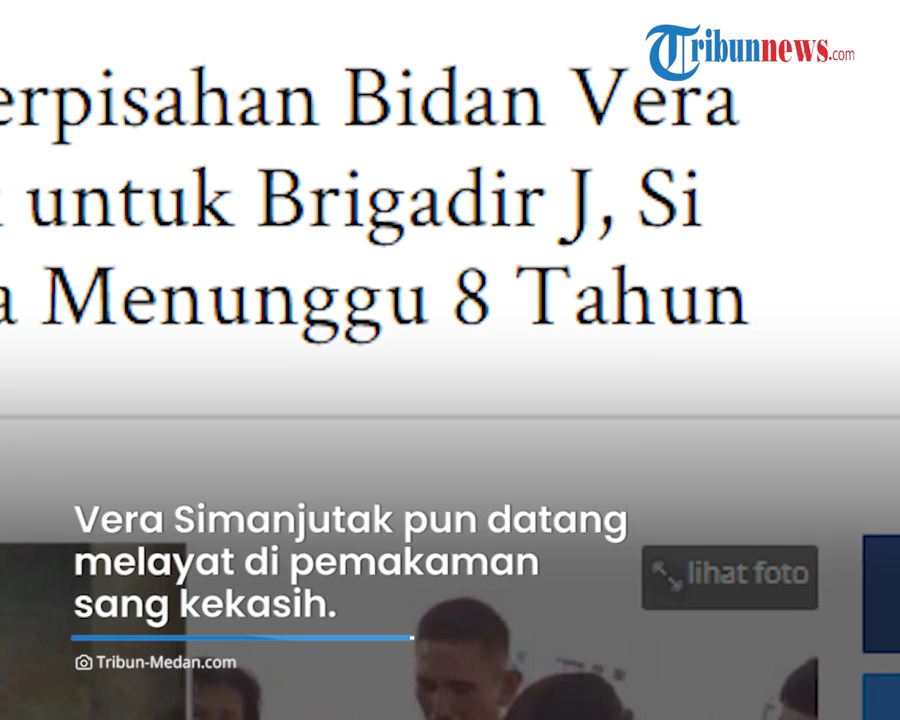 Tribunnews.com
erpisahan Bidan Vera
untuk Brigadir J, Si
a Menunggu 8 Tahun
Vera Simanjutak pun datang
melayat di pemakaman
sang kekasih.
lihat foto
Tribun-Medan.com